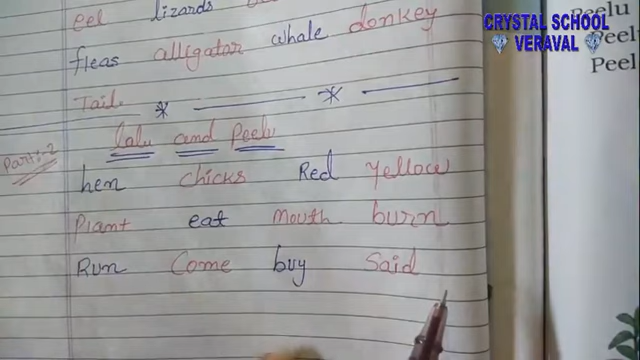 eel lizards
fleas alligator whale donkey
Tail * —— * ——
Lalu and Peelu
Part:-2
hen chicks Red Yellow
Plant eat Mouth burn
Run Come buy Said
CRYSTAL SCHOOL
VERAVAL
Peelu
Peelu
Peel